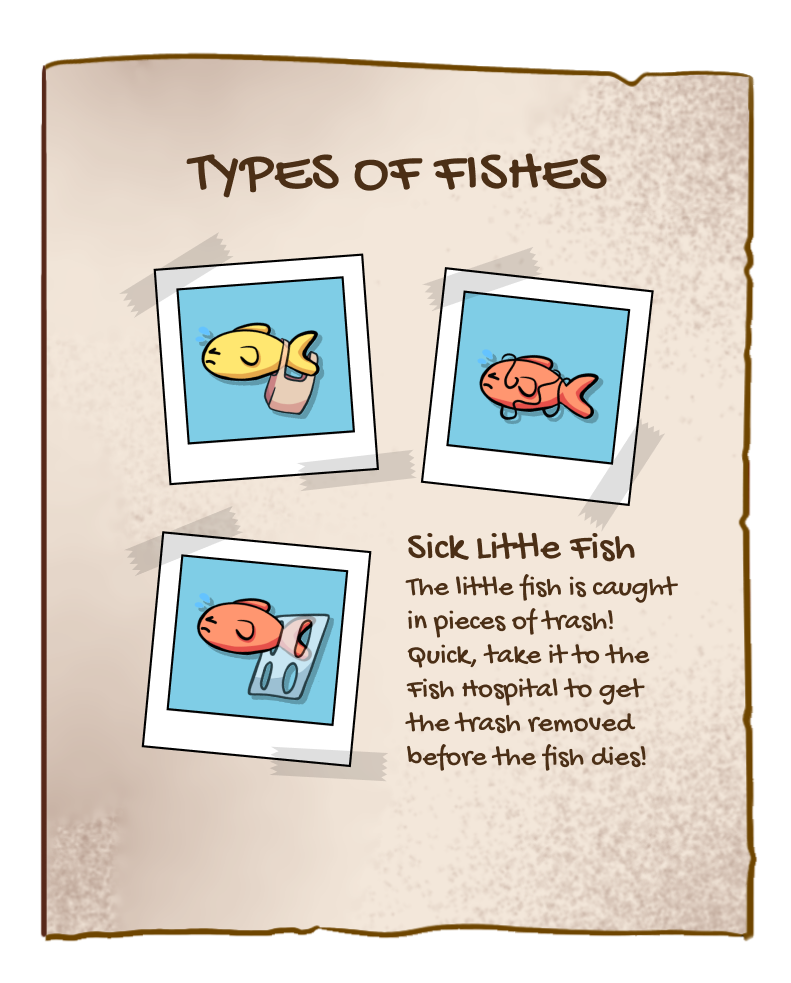 TYPES OF FISHES
Sick Little Fish
The little fish is caught
in pieces of trash!
Quick, take it to the
Fish Hospital to get
the trash removed
before the fish dies!